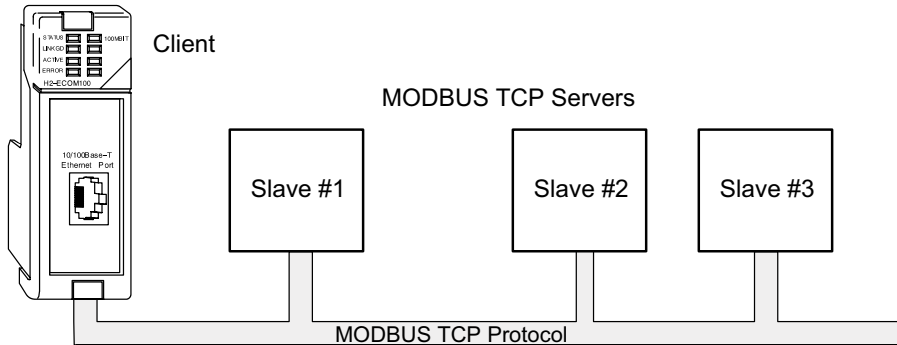 STATUS
100MBIT
LINKGD
ACTIVE
ERROR
H2-ECOM100
Client
MODBUS TCP Servers
10/100Base-T
Ethernet Port
Slave #1
Slave #2
Slave #3
MODBUS TCP Protocol